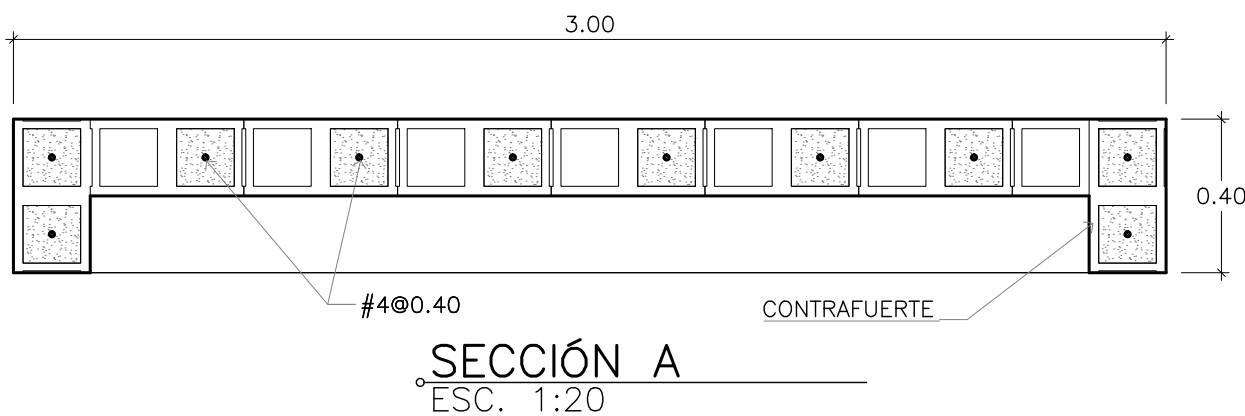 3.00
0.40
#4@0.40
CONTRAFUERTE
SECCIÓN A
ESC. 1:20